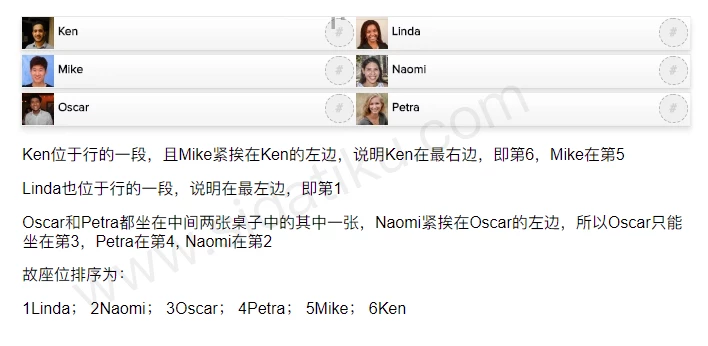 Ken # Linda #
Mike # Naomi #
Oscar # Petra #
Ken位于行的一段，且Mike紧挨在Ken的左边，说明Ken在最右边，即第6，Mike在第5
Linda也位于行的一段，说明在最左边，即第1
Oscar和Petra都坐在中间两张桌子中的其中一张，Naomi紧挨在Oscar的左边，所以Oscar只能
坐在第3，Petra在第4, Naomi在第2
故座位排序为：
1Linda； 2Naomi； 3Oscar； 4Petra； 5Mike； 6Ken